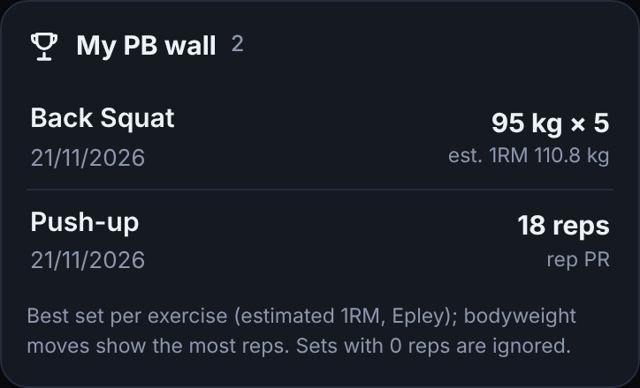 My PB wall 2
Back Squat
95 kg × 5
21/11/2026
est. 1RM 110.8 kg
Push-up
18 reps
21/11/2026
rep PR
Best set per exercise (estimated 1RM, Epley); bodyweight
moves show the most reps. Sets with 0 reps are ignored.